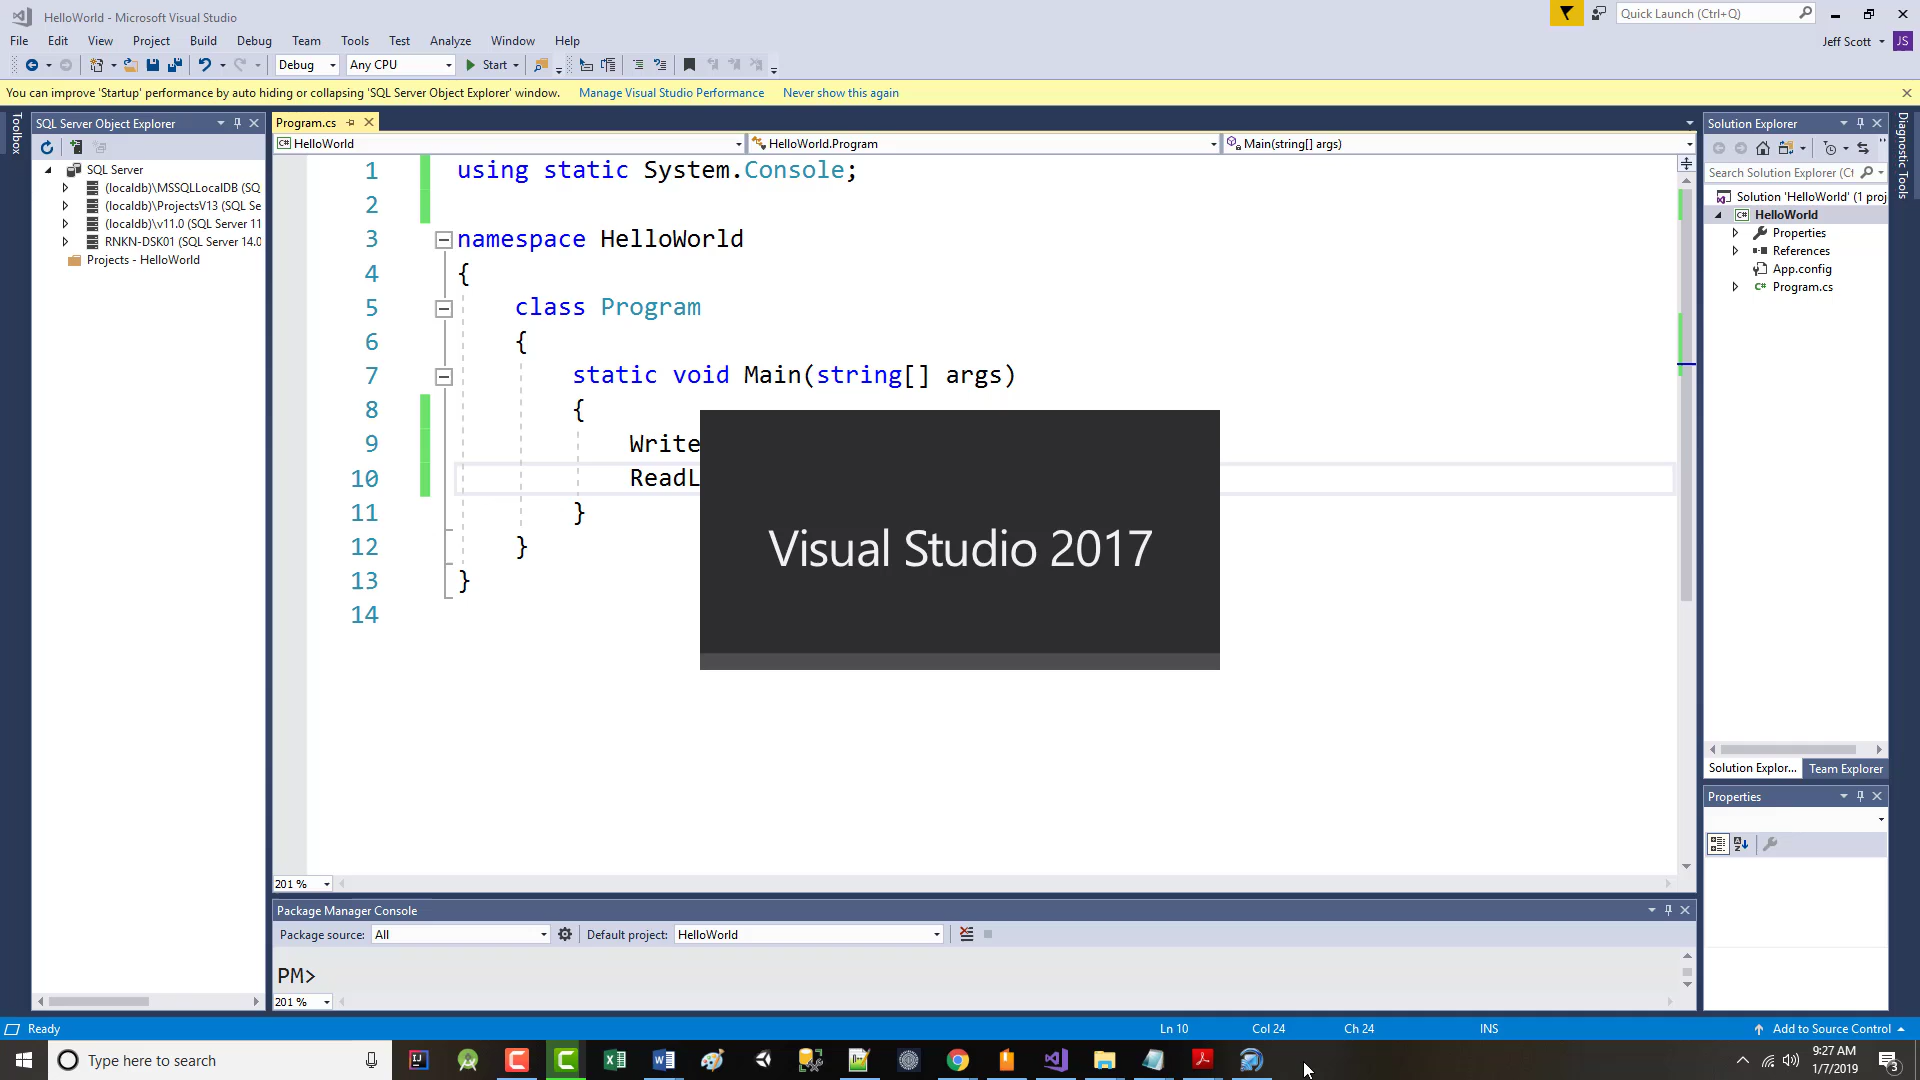 HelloWorld - Microsoft Visual Studio
Quick Launch (Ctrl+Q)
File Edit View Project Build Debug Team Tools Test Analyze Window Help
Jeff Scott JS
Debug Any CPU Start
You can improve 'Startup' performance by auto hiding or collapsing 'SQL Server Object Explorer' window. Manage Visual Studio Performance Never show this again
Toolbox
SQL Server Object Explorer
SQL Server
(localdb)\MSSQLLocalDB (SQ
(localdb)\ProjectsV13 (SQL Se
(localdb)\v11.0 (SQL Server 11
RNKN-DSK01 (SQL Server 14.0
Projects - HelloWorld
Program.cs
HelloWorld HelloWorld.Program Main(string[] args)
1 using static System.Console;
2
3 namespace HelloWorld
4 {
5 class Program
6 {
7 static void Main(string[] args)
8 {
9 Write
10 ReadL
11 }
12 }
13 }
14
Visual Studio 2017
201 %
Package Manager Console
Package source: All Default project: HelloWorld
PM>
201 %
Solution Explorer
Search Solution Explorer (Ct
Solution 'HelloWorld' (1 proj
HelloWorld
Properties
References
App.config
Program.cs
Solution Explor... Team Explorer
Properties
Diagnostic Tools
Ready Ln 10 Col 24 Ch 24 INS Add to Source Control
Type here to search
9:27 AM
1/7/2019
3